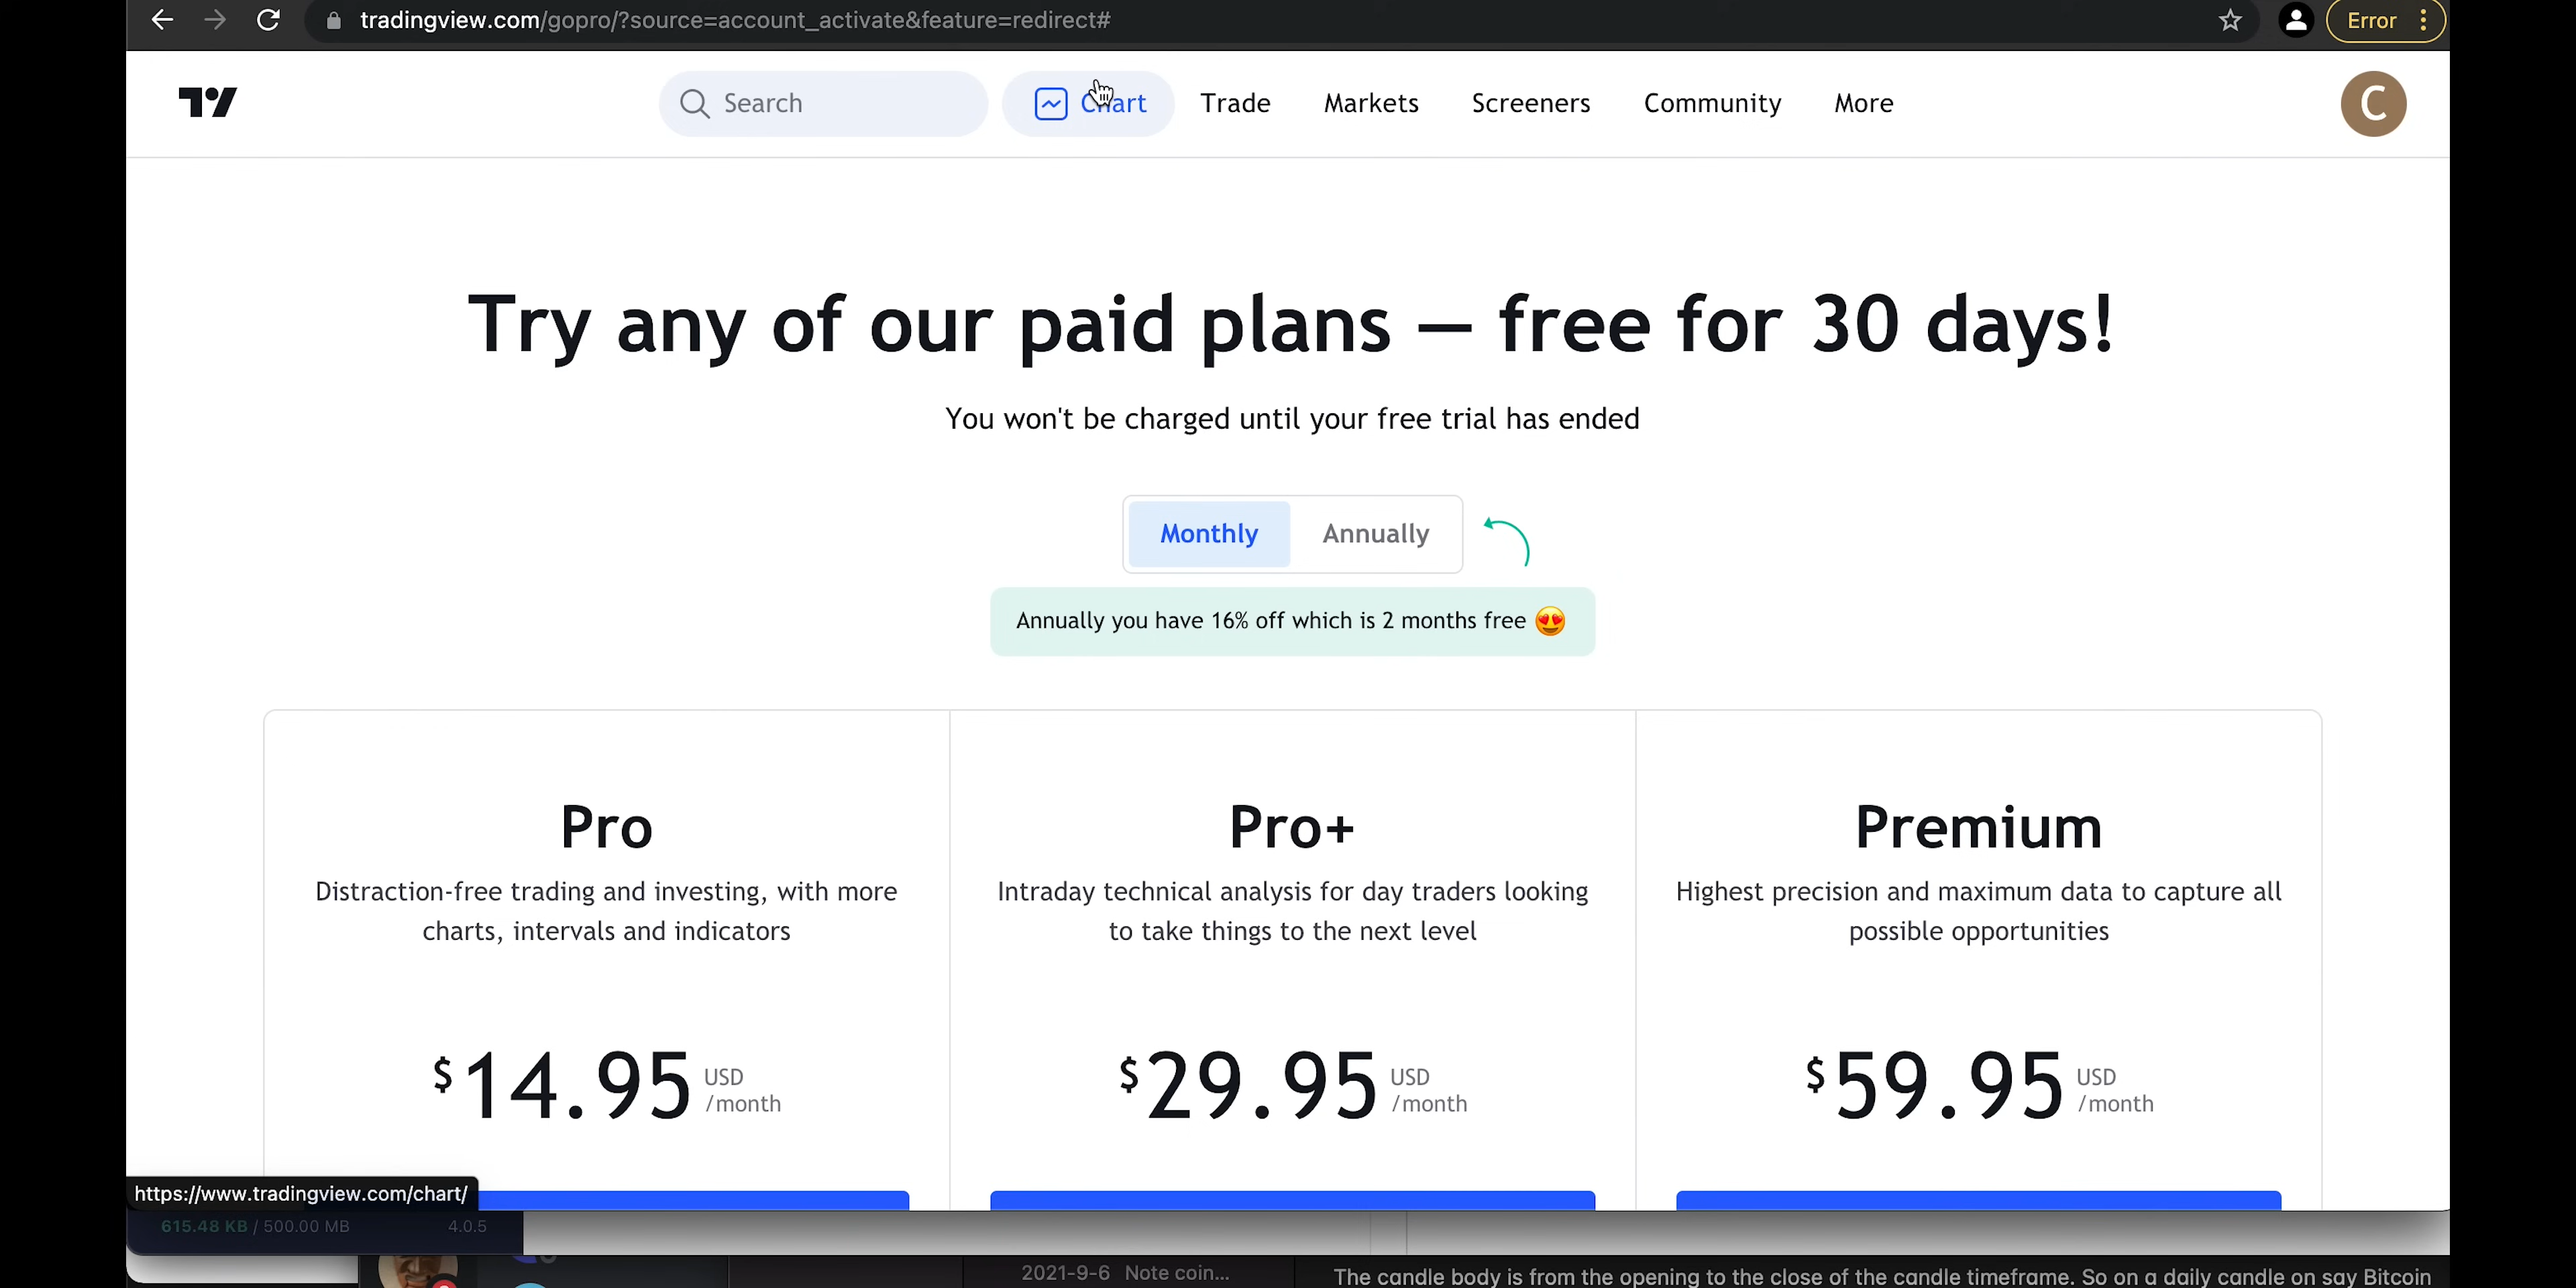 tradingview.com/gopro/?source=account_activate&feature=redirect#
Error
Search
Chart
Trade
Markets
Screeners
Community
More
C
Try any of our paid plans — free for 30 days!
You won't be charged until your free trial has ended
Monthly
Annually
Annually you have 16% off which is 2 months free 😍
Pro
Distraction-free trading and investing, with more
charts, intervals and indicators
$14.95 USD
/month
Pro+
Intraday technical analysis for day traders looking
to take things to the next level
$29.95 USD
/month
Premium
Highest precision and maximum data to capture all
possible opportunities
$59.95 USD
/month
https://www.tradingview.com/chart/
615.48 KB / 500.00 MB
4.0.5
2021-9-6 Note coin...
The candle body is from the opening to the close of the candle timeframe. So on a daily candle on say Bitcoin